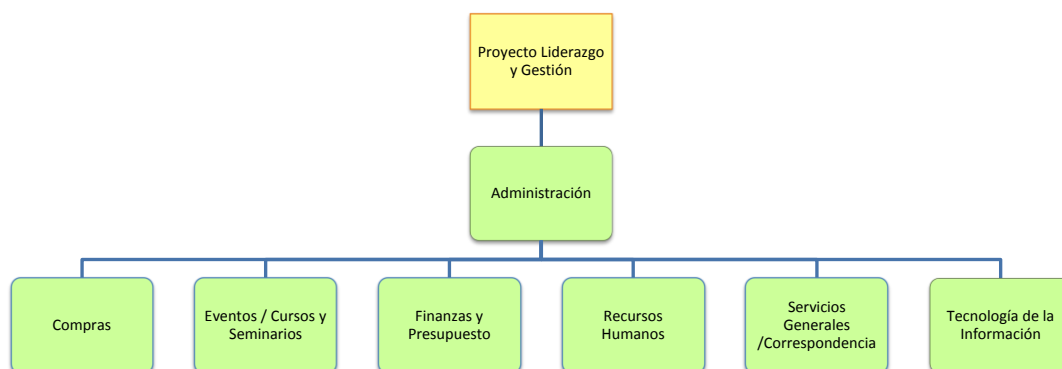 Proyecto Liderazgo
y Gestión
Administración
Compras
Eventos / Cursos y
Seminarios
Finanzas y
Presupuesto
Recursos
Humanos
Servicios
Generales
/Correspondencia
Tecnología de la
Información